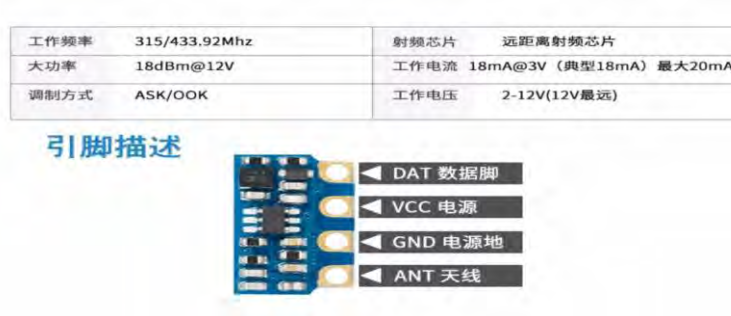 工作频率 315/433.92Mhz 射频芯片 远距离射频芯片
大功率 18dBm@12V 工作电流 18mA@3V（典型18mA）最大20mA
调制方式 ASK/OOK 工作电压 2-12V(12V最远)
引脚描述
DAT 数据脚
VCC 电源
GND 电源地
ANT 天线